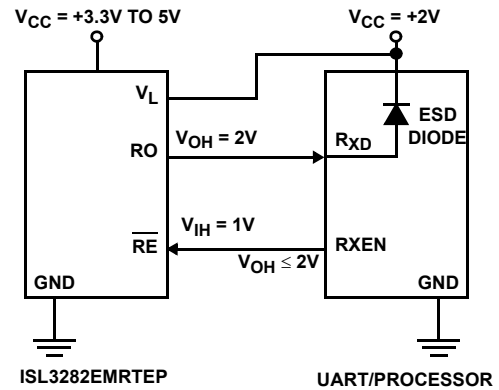 V_CC = +3.3V TO 5V
V_CC = +2V
V_L
ESD
DIODE
RO
V_OH = 2V
R_XD
V_IH = 1V
RE
RXEN
V_OH ≤ 2V
GND
GND
ISL3282EMRTEP
UART/PROCESSOR